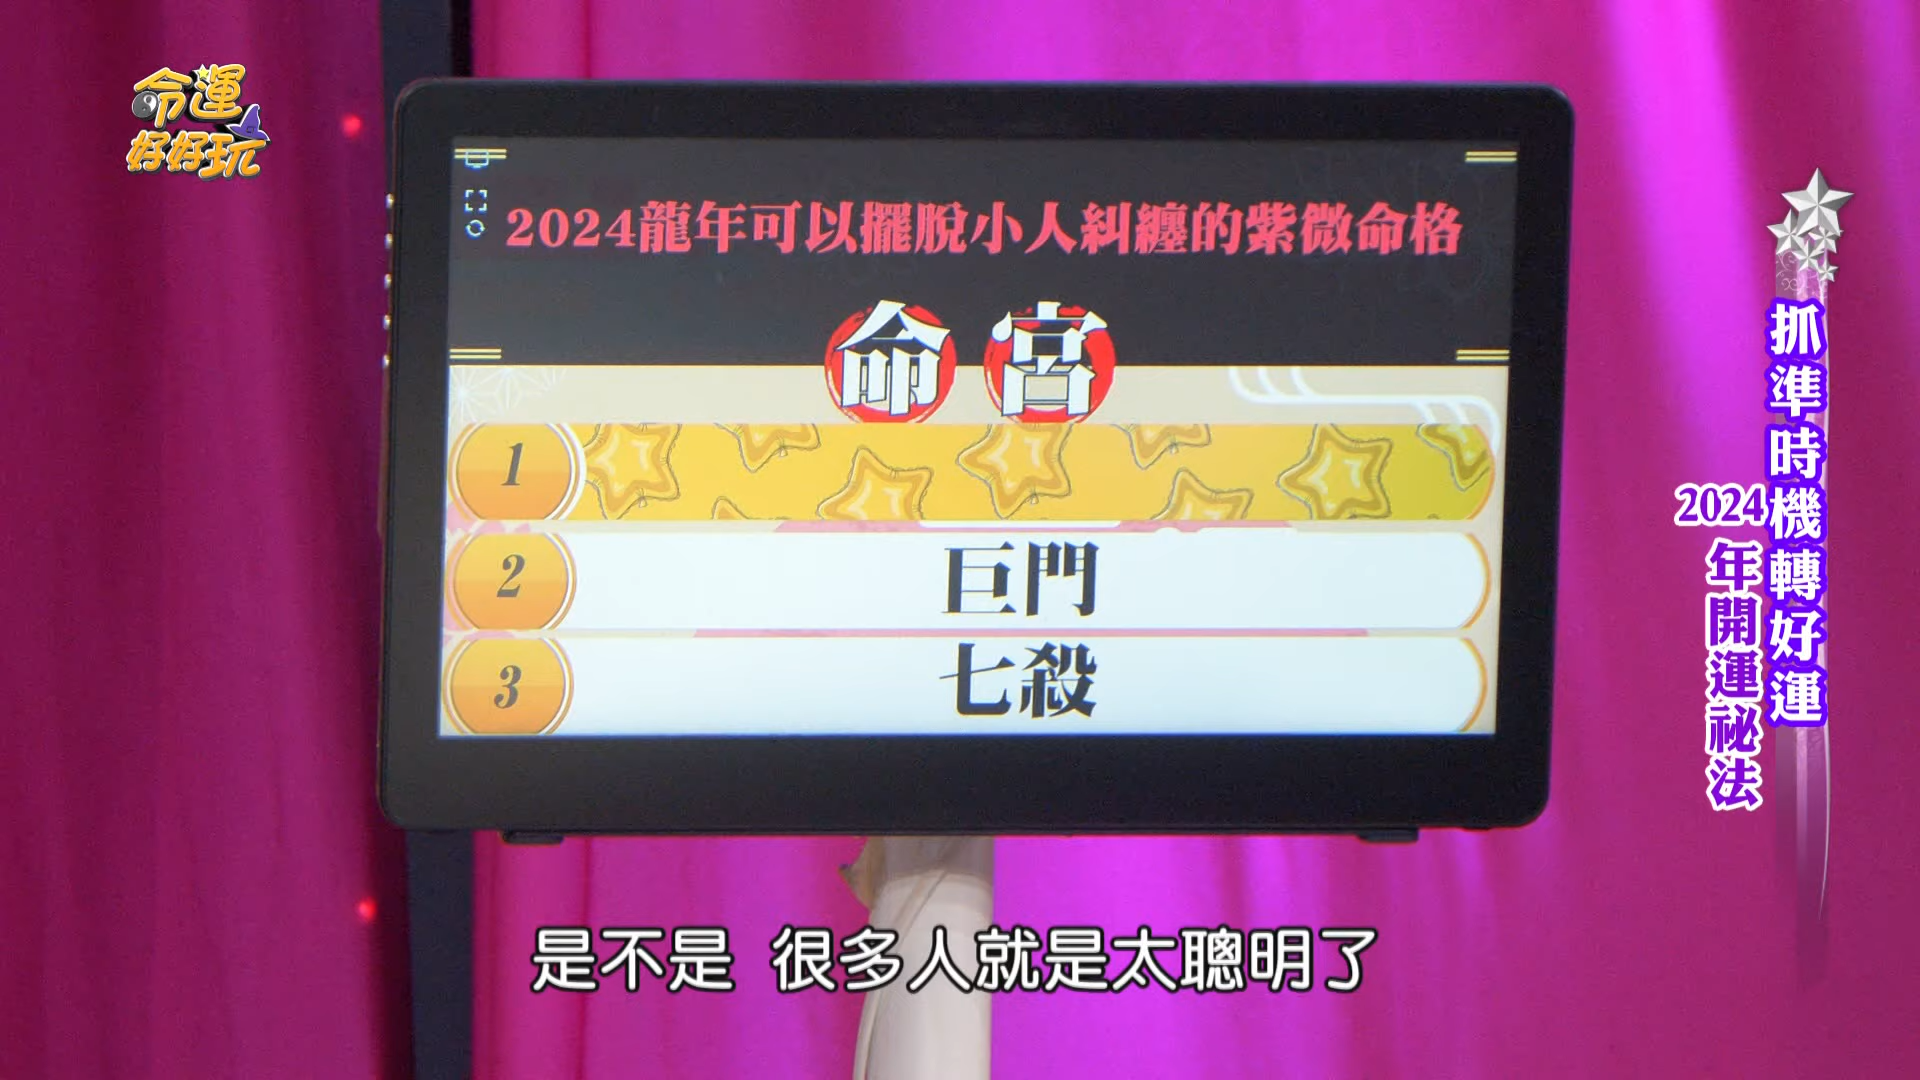 命運
好好玩
2024龍年可以擺脫小人糾纏的紫微命格
命宮
1
2
巨門
3
七殺
抓準時機轉好運
2024年開運祕法
是不是 很多人就是太聰明了